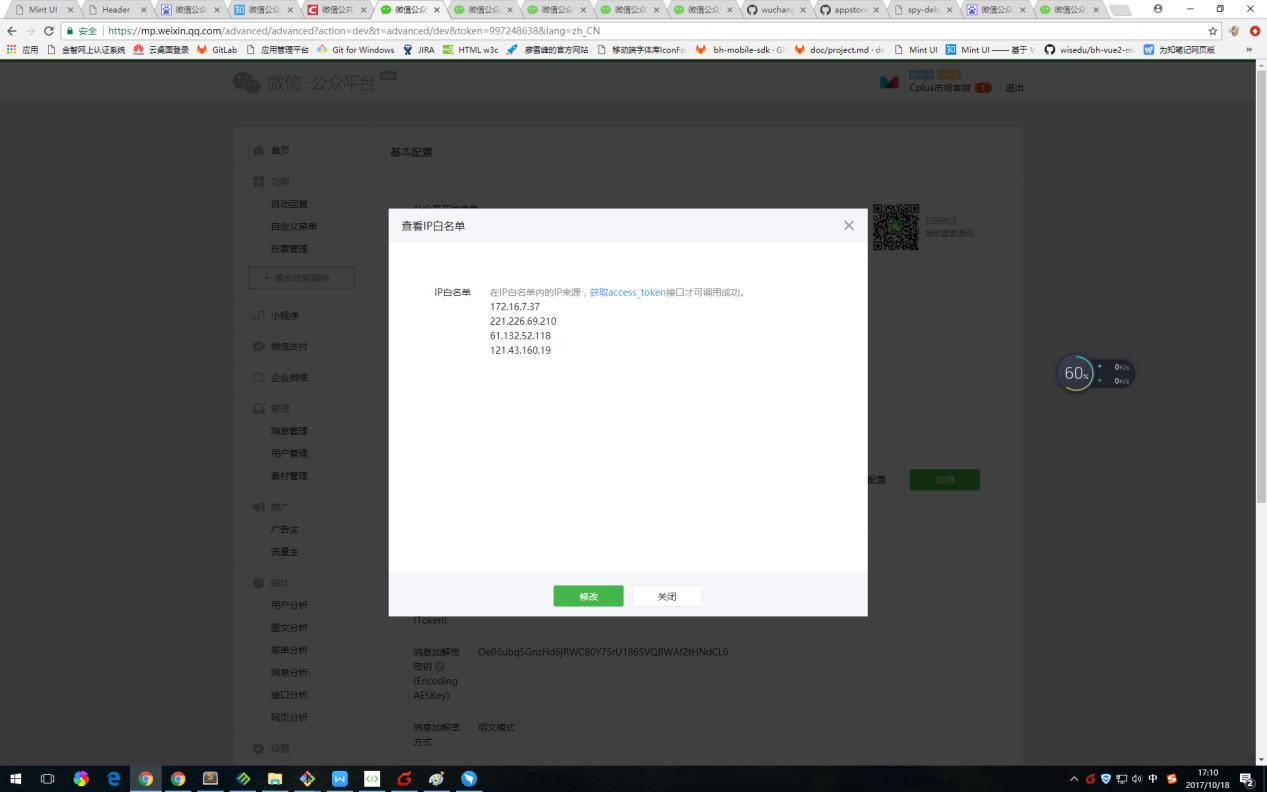 Mint UI
Header
微信公众
微信公众
微信公共
微信公众
微信公众
微信公众
微信公众
微信公众
wuchang
appstore
spy-deb
微信公众
微信公众
安全 https://mp.weixin.qq.com/advanced/advanced?action=dev&t=advanced/dev&token=997248638&lang=zh_CN
应用 金智网上认证系统 云桌面登录 GitLab 应用管理平台 Git for Windows JIRA HTML w3c 廖雪峰的官方网站 移动端字体库IconFo bh-mobile-sdk · Gi doc/project.md · de Mint UI Mint UI —— 基于 V wisedu/bh-vue2-m 为知笔记网页版 »
微信·公众平台
Cplus市场官微 1 退出
首页
功能
自动回复
自定义菜单
投票管理
添加功能插件
小程序
微信支付
企业微信
管理
消息管理
用户管理
素材管理
推广
广告主
流量主
统计
用户分析
图文分析
菜单分析
消息分析
接口分析
网页分析
设置
基本配置
扫码关注
接收重要通知
查看IP白名单
IP白名单 在IP白名单内的IP来源，获取access_token接口才可调用成功。
172.16.7.37
221.226.69.210
61.132.52.118
121.43.160.19
修改 关闭
配置 启用
(Token)
消息加解密 OeB6ubq5GnzHd6jRWC80Y75rU186SVQBWAf2tHNdCL6
密钥
(Encoding
AESKey)
消息加解密 明文模式
方式
60%
0K/s
0K/s
中
17:10
2017/10/18
2